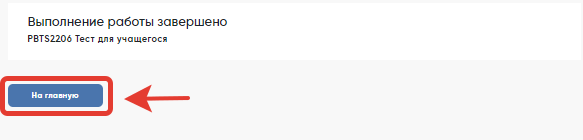 Выполнение работы завершено
PBTS2206 Тест для учащегося
На главную